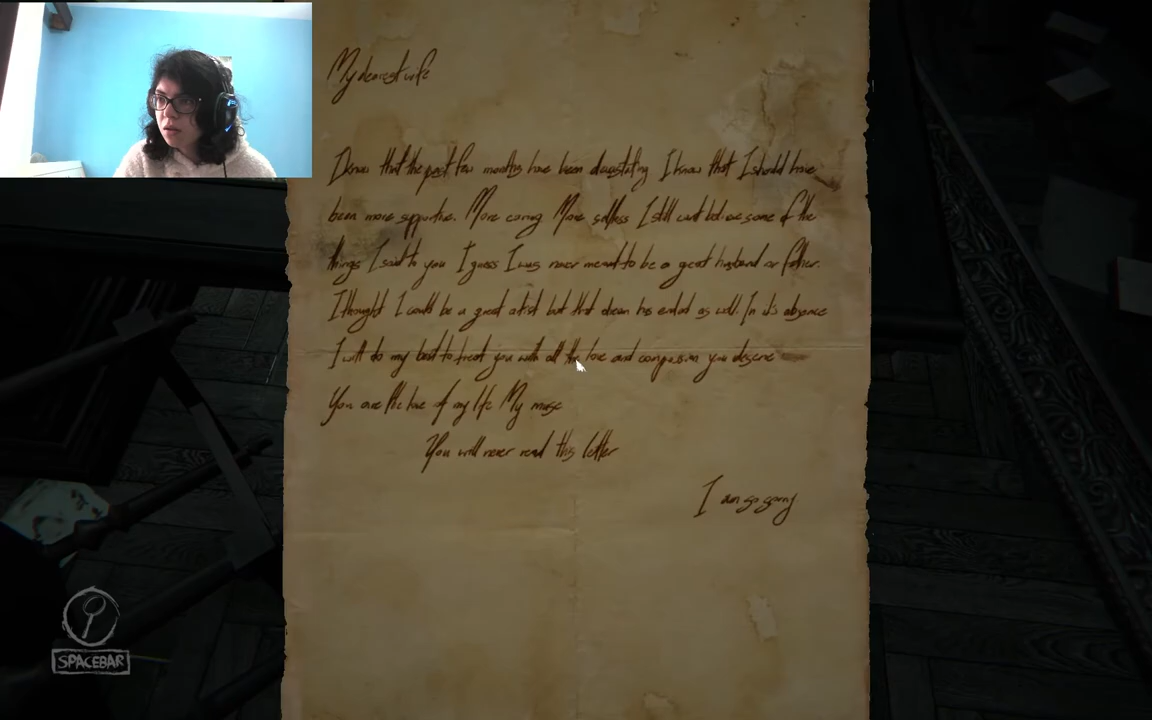 My dearest wife
I know that the past few months have been devastating I know that I should have
been more supportive. More caring More selfless I still can't believe some of the
things I said to you I guess I was never meant to be a great husband or father.
I thought I could be a great artist but that dream has ended as well. In it's absence
I will do my best to treat you with all the love and compassion you deserve
You are the love of my life My muse
You will never read this letter
I am so sorry
SPACEBAR